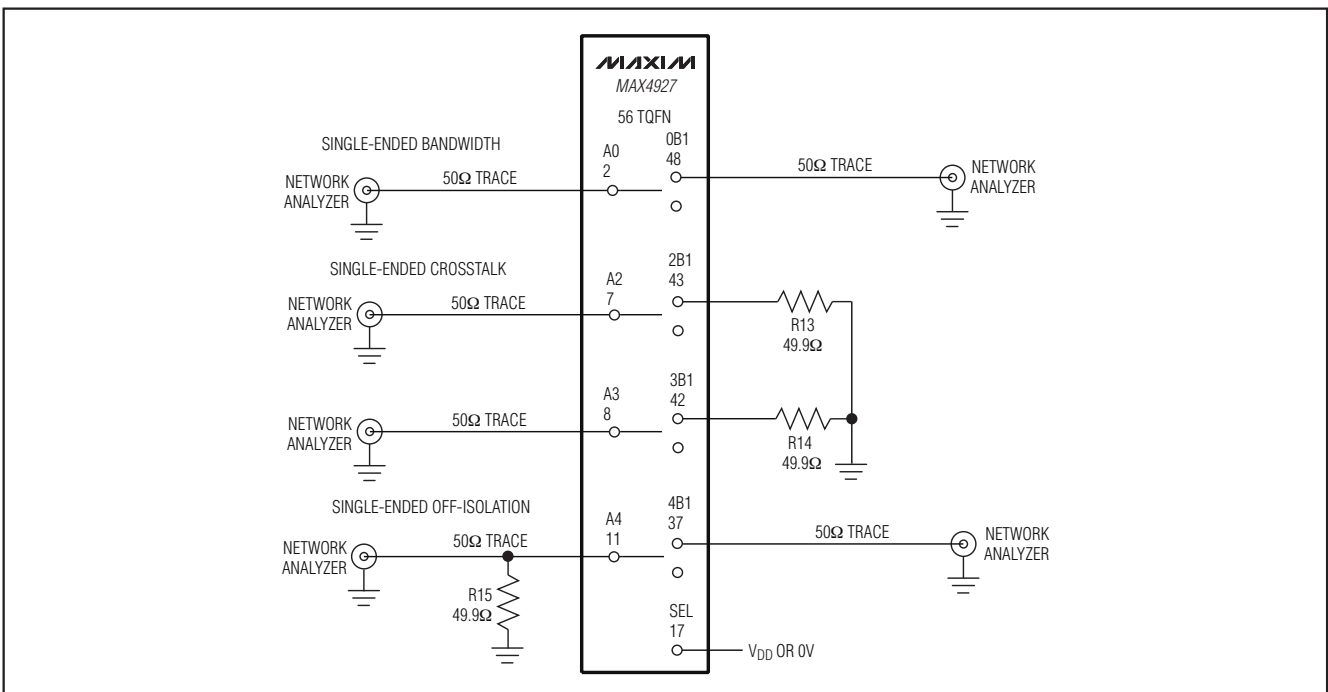 MAXIM
MAX4927
56 TQFN
SINGLE-ENDED BANDWIDTH
NETWORK
ANALYZER
50Ω TRACE
A0
2
0B1
48
50Ω TRACE
NETWORK
ANALYZER
SINGLE-ENDED CROSSTALK
NETWORK
ANALYZER
50Ω TRACE
A2
7
2B1
43
R13
49.9Ω
NETWORK
ANALYZER
50Ω TRACE
A3
8
3B1
42
R14
49.9Ω
SINGLE-ENDED OFF-ISOLATION
NETWORK
ANALYZER
50Ω TRACE
R15
49.9Ω
A4
11
4B1
37
50Ω TRACE
NETWORK
ANALYZER
SEL
17
VDD OR 0V